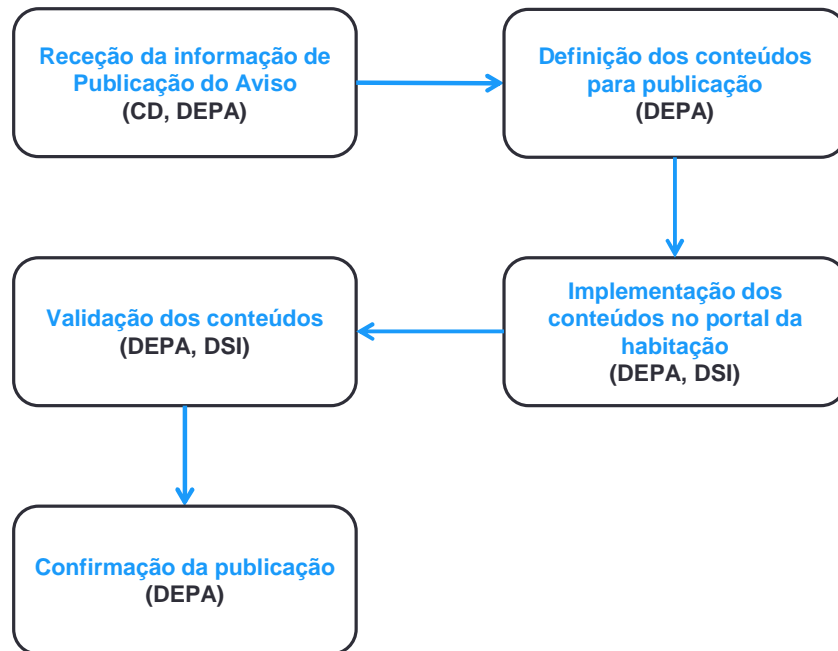 Receção da informação de
Publicação do Aviso
(CD, DEPA)
Definição dos conteúdos
para publicação
(DEPA)
Implementação dos
conteúdos no portal da
habitação
(DEPA, DSI)
Validação dos conteúdos
(DEPA, DSI)
Confirmação da publicação
(DEPA)